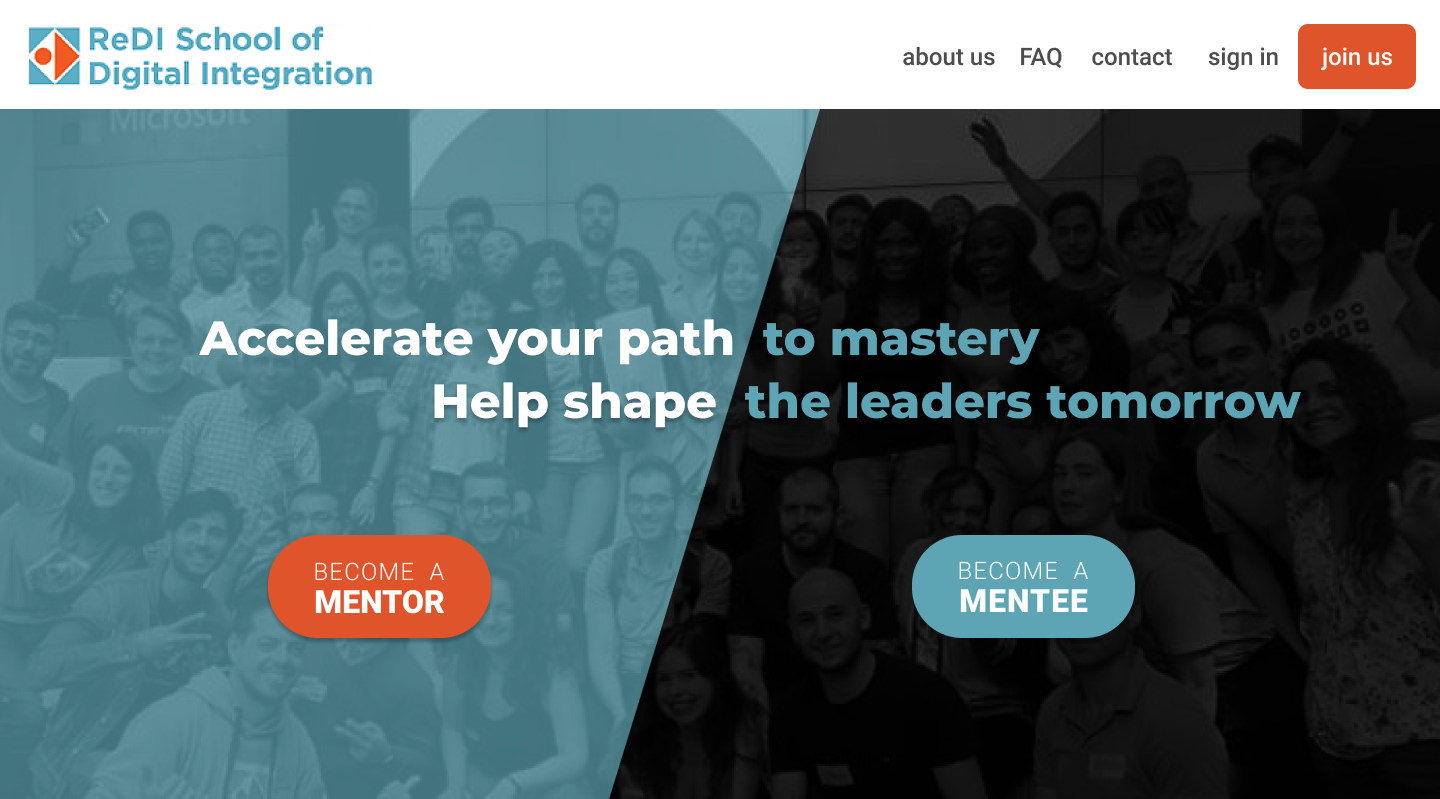 ReDI School of
Digital Integration
about us FAQ contact sign in join us
Microsoft
Accelerate your path to mastery
Help shape the leaders tomorrow
BECOME A
MENTOR
BECOME A
MENTEE